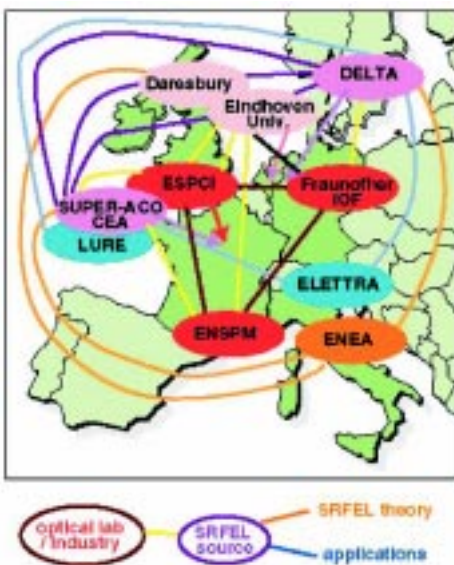 Daresbury
DELTA
Eindhoven
Univ.
ESPCI
Fraunofher
IOF
SUPER-ACO
CEA
LURE
ELETTRA
ENSPM
ENEA
optical lab
/ industry
SRFEL
source
SRFEL theory
applications